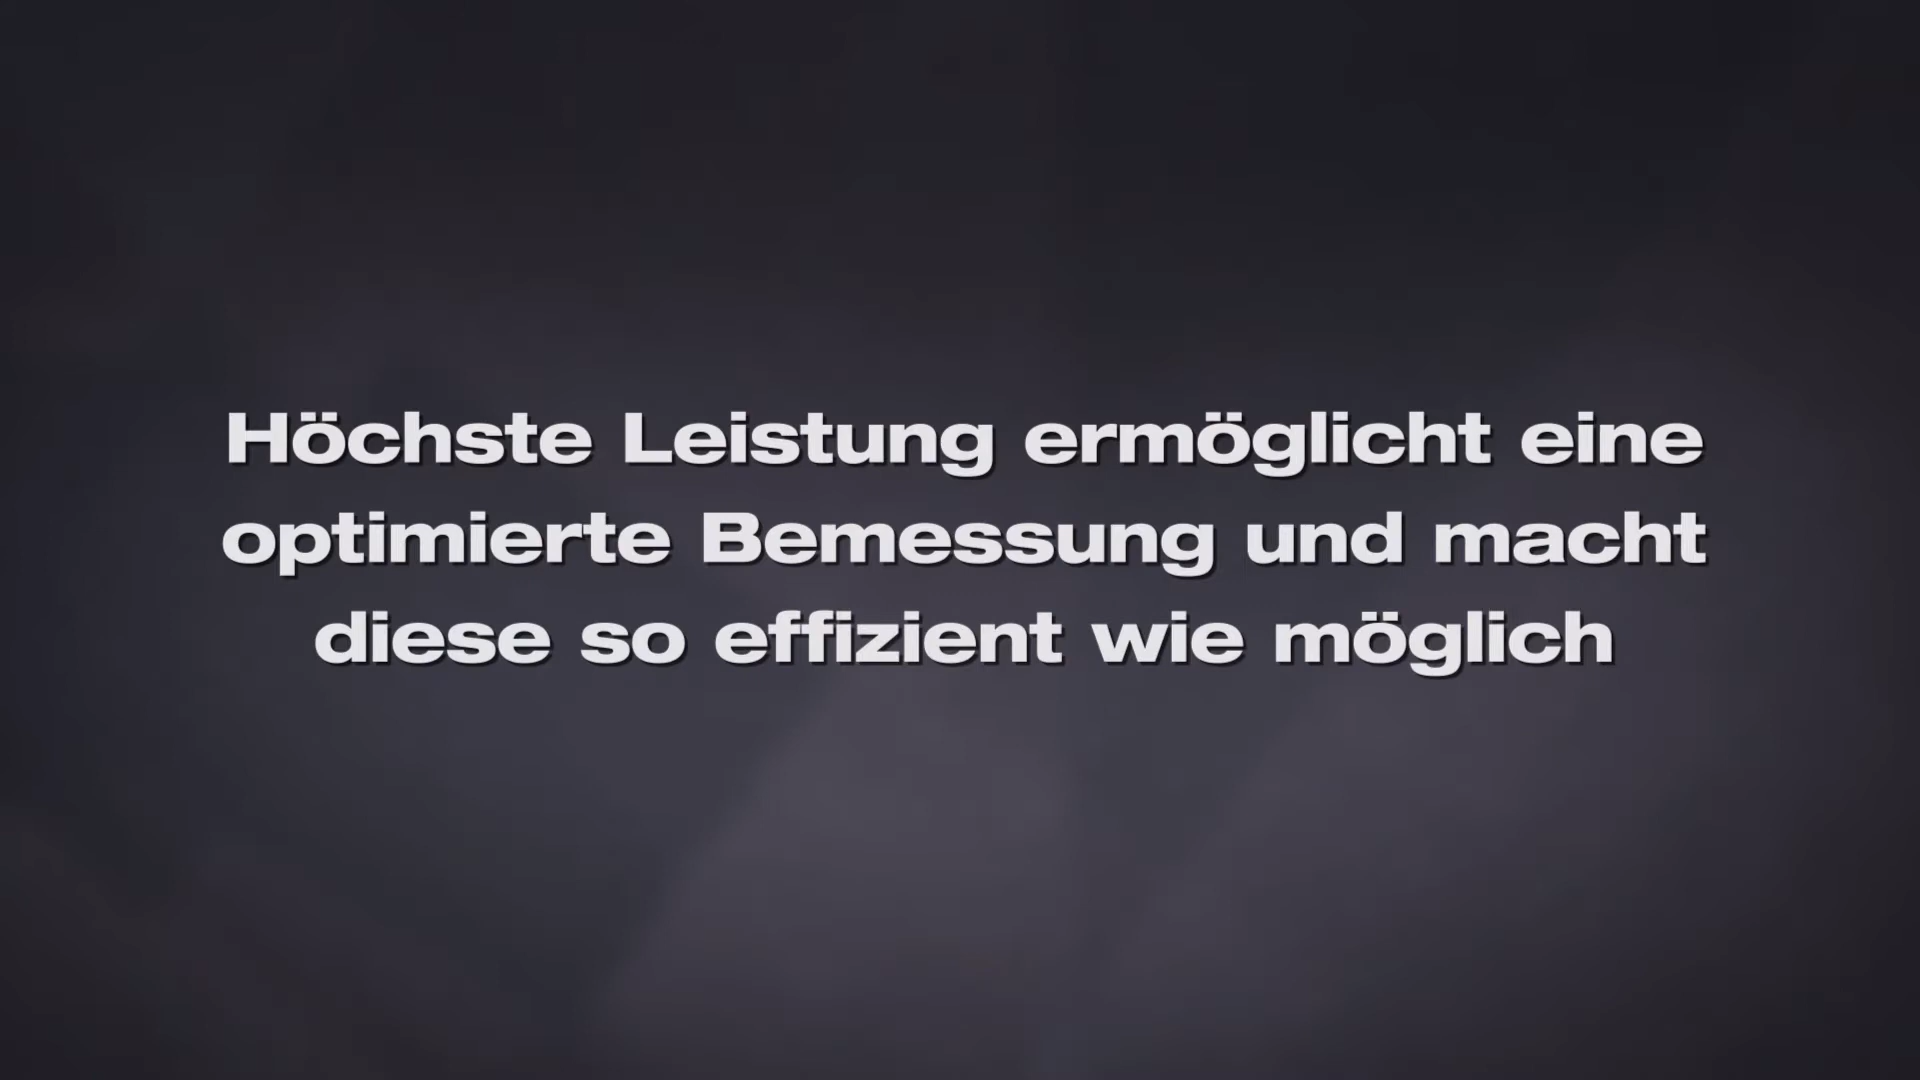 Höchste Leistung ermöglicht eine
optimierte Bemessung und macht
diese so effizient wie möglich